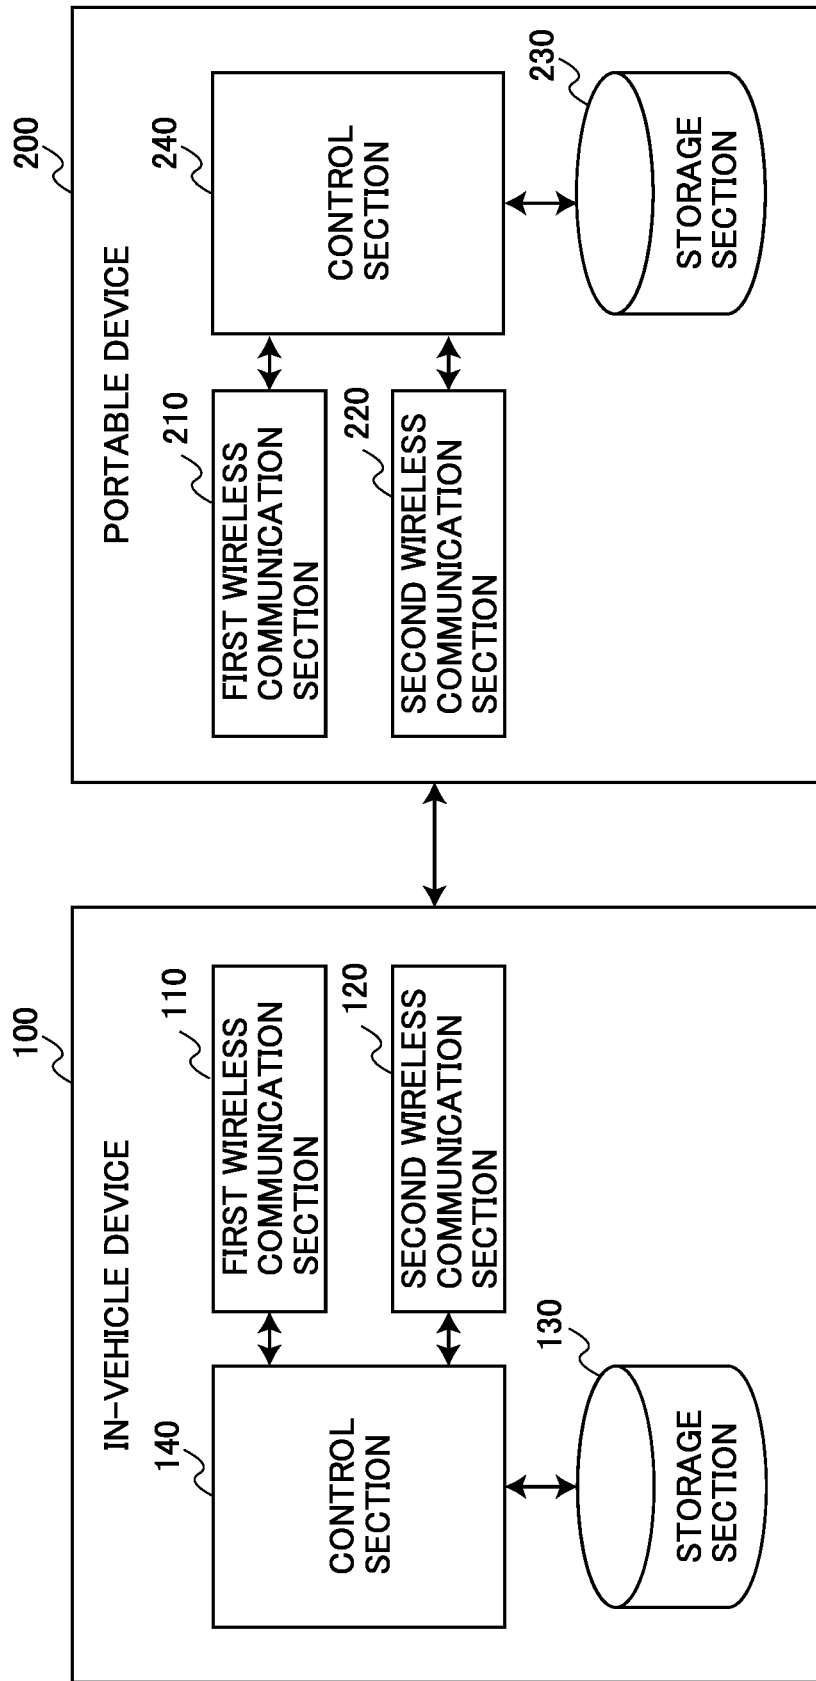 100
IN-VEHICLE DEVICE
140
CONTROL
SECTION
110
FIRST WIRELESS
COMMUNICATION
SECTION
120
SECOND WIRELESS
COMMUNICATION
SECTION
130
STORAGE
SECTION
200
PORTABLE DEVICE
210
FIRST WIRELESS
COMMUNICATION
SECTION
220
SECOND WIRELESS
COMMUNICATION
SECTION
240
CONTROL
SECTION
230
STORAGE
SECTION